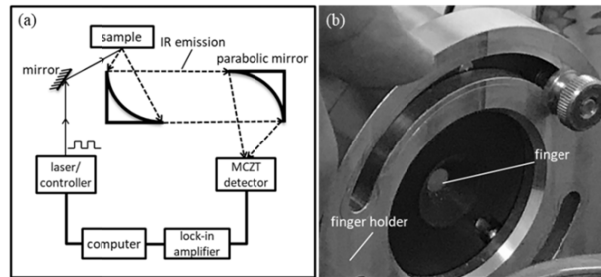 (a)
sample
IR emission
mirror
parabolic mirror
laser/
controller
MCZT
detector
computer
lock-in
amplifier
(b)
finger
finger holder